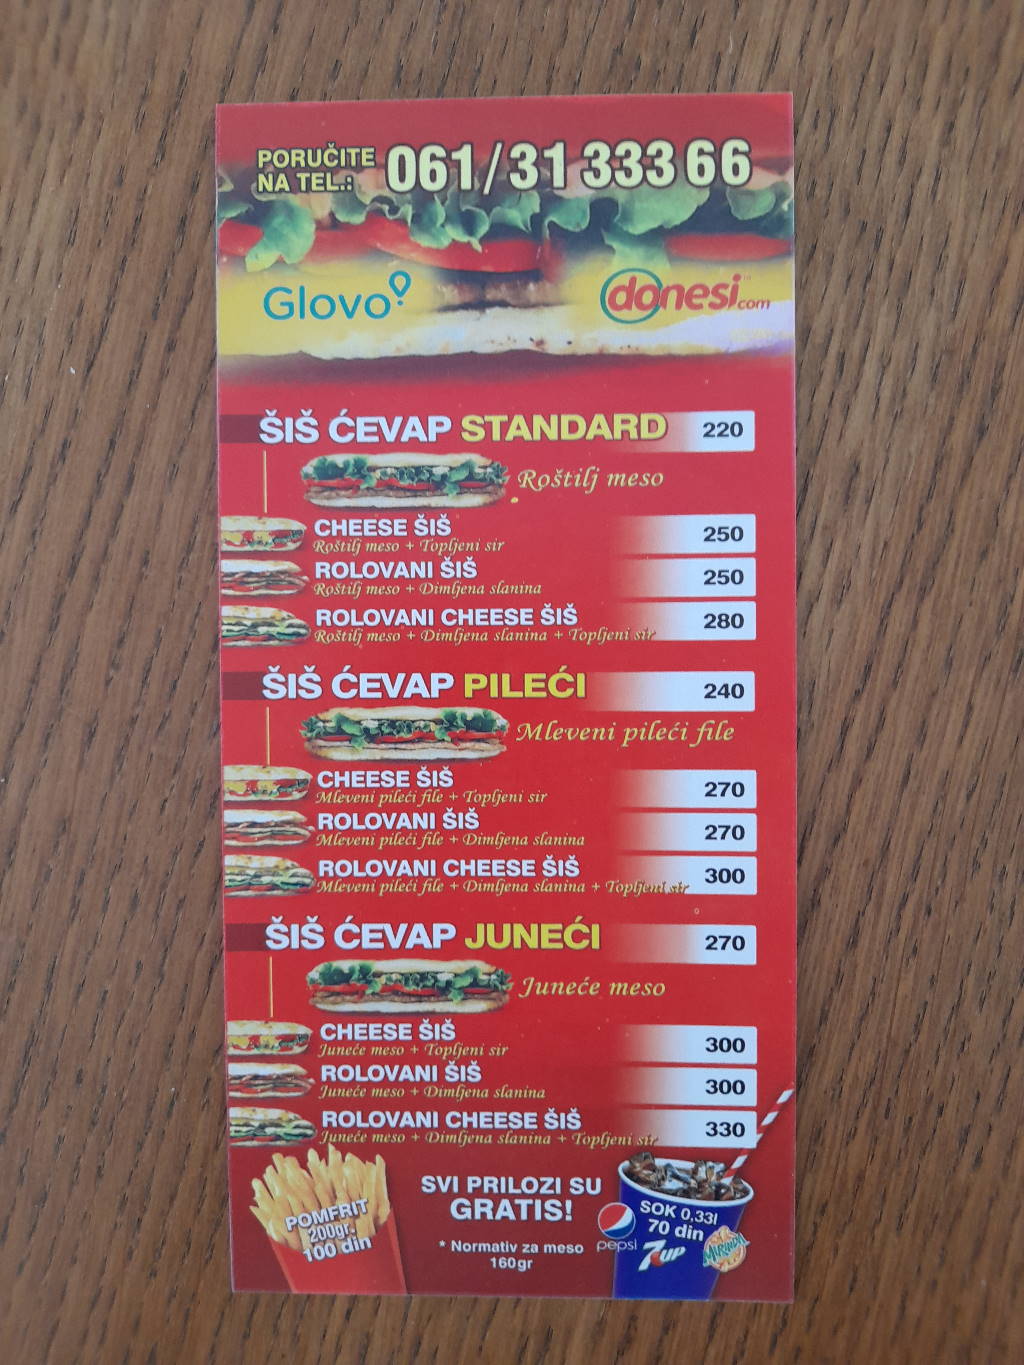 PORUČITE
NA TEL.: 061/31 333 66
Glovo
donesi.com
ŠIŠ ĆEVAP STANDARD 220
Roštilj meso
CHEESE ŠIŠ 250
Roštilj meso + Topljeni sir
ROLOVANI ŠIŠ 250
Roštilj meso + Dimljena slanina
ROLOVANI CHEESE ŠIŠ 280
Roštilj meso + Dimljena slanina + Topljeni sir
ŠIŠ ĆEVAP PILEĆI 240
Mleveni pileći file
CHEESE ŠIŠ 270
Mleveni pileći file + Topljeni sir
ROLOVANI ŠIŠ 270
Mleveni pileći file + Dimljena slanina
ROLOVANI CHEESE ŠIŠ 300
Mleveni pileći file + Dimljena slanina + Topljeni sir
ŠIŠ ĆEVAP JUNEĆI 270
Juneće meso
CHEESE ŠIŠ 300
Juneće meso + Topljeni sir
ROLOVANI ŠIŠ 300
Juneće meso + Dimljena slanina
ROLOVANI CHEESE ŠIŠ 330
Juneće meso + Dimljena slanina + Topljeni sir
POMFRIT
200gr.
100 din
SVI PRILOZI SU
GRATIS!
* Normativ za meso
160gr
SOK 0,33l
70 din
pepsi
7UP
MIRINDA